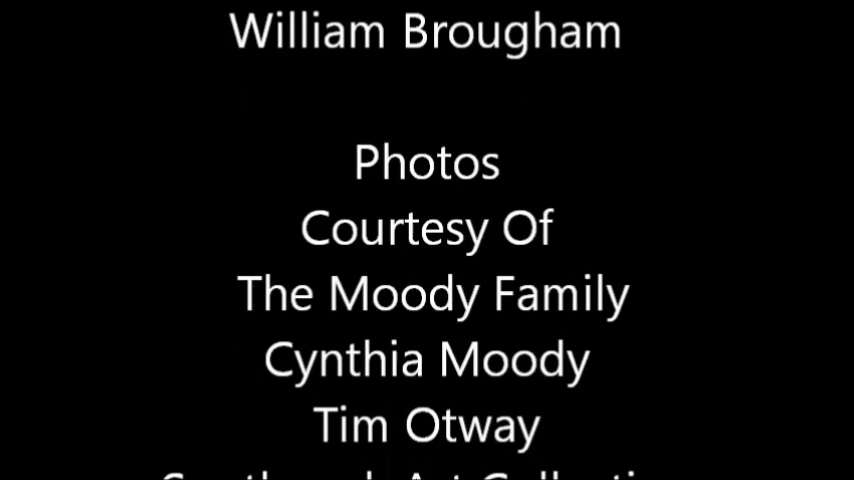 William Brougham
Photos
Courtesy Of
The Moody Family
Cynthia Moody
Tim Otway